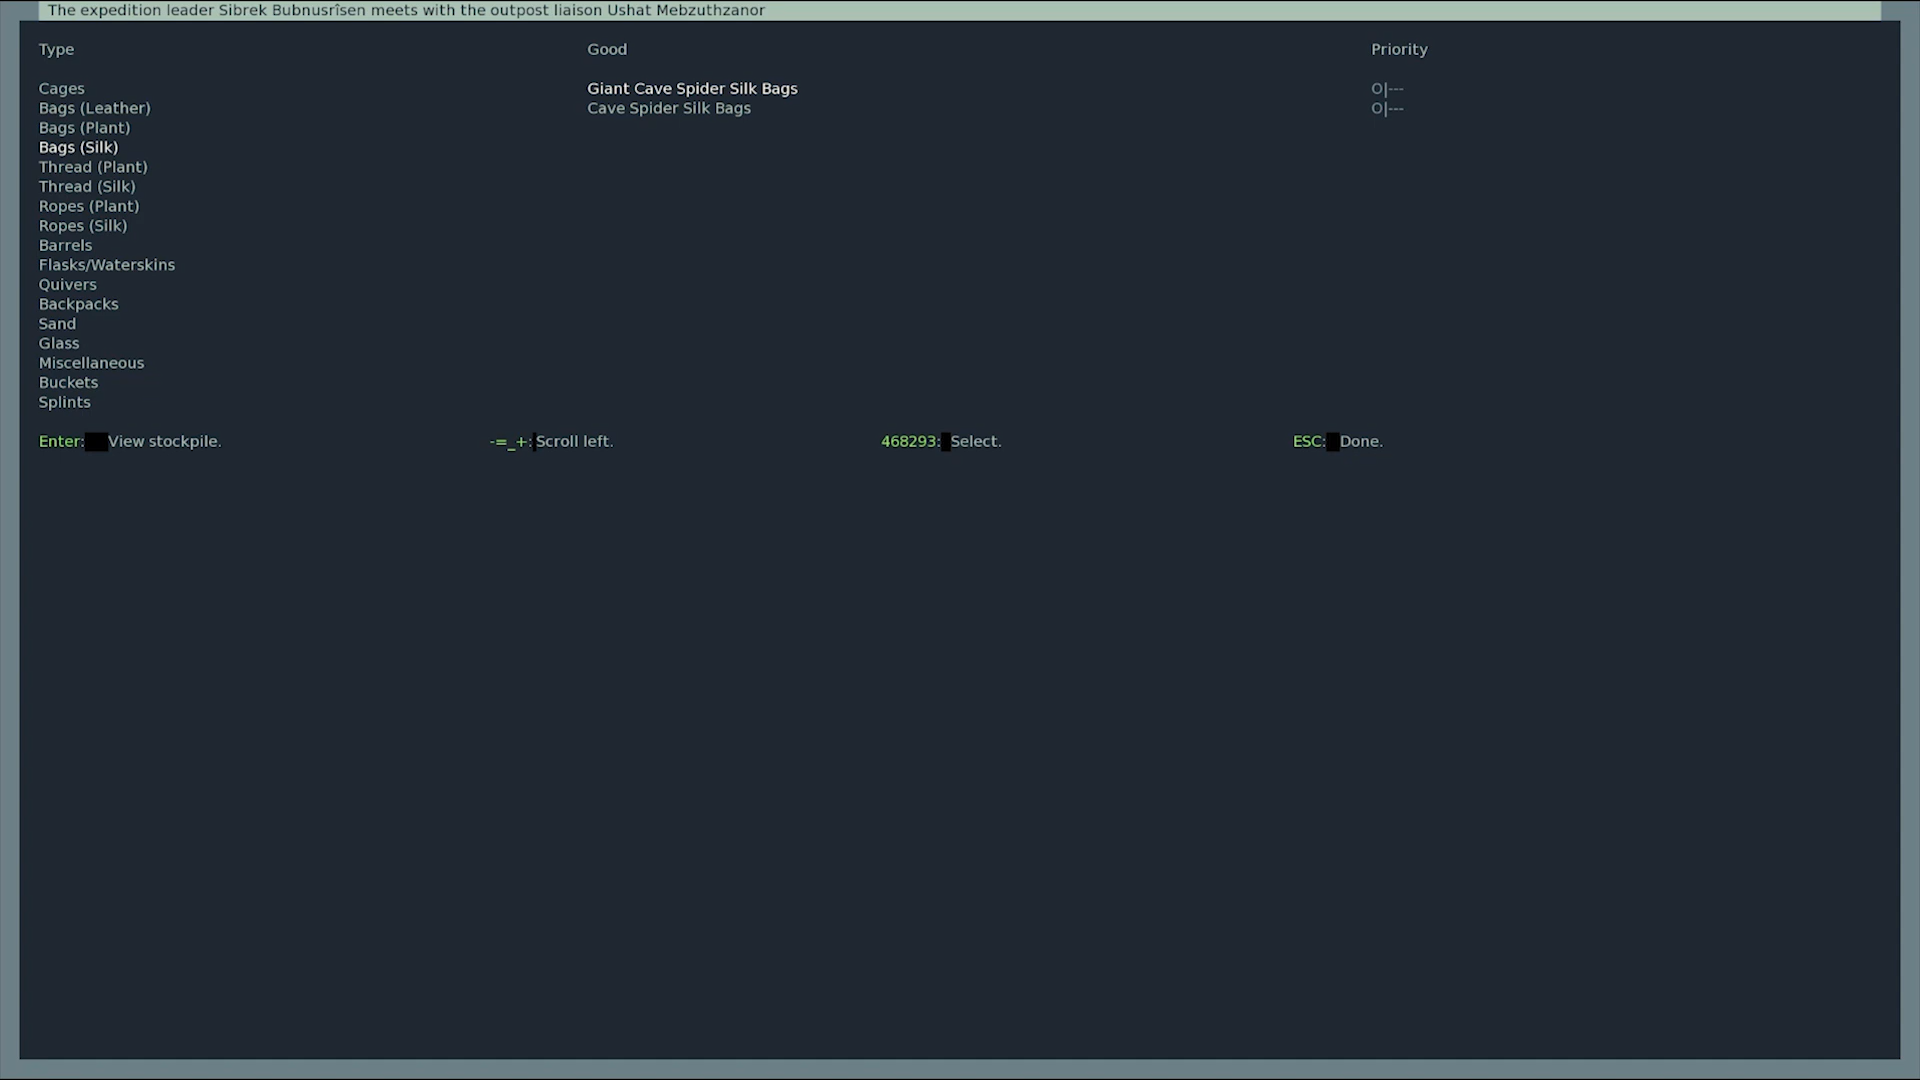 The expedition leader Sibrek Bubnusrîsen meets with the outpost liaison Ushat Mebzuthzanor
Type Good Priority
Cages Giant Cave Spider Silk Bags O|---
Bags (Leather) Cave Spider Silk Bags O|---
Bags (Plant)
Bags (Silk)
Thread (Plant)
Thread (Silk)
Ropes (Plant)
Ropes (Silk)
Barrels
Flasks/Waterskins
Quivers
Backpacks
Sand
Glass
Miscellaneous
Buckets
Splints
Enter: View stockpile. -=_+: Scroll left. 468293: Select. ESC: Done.